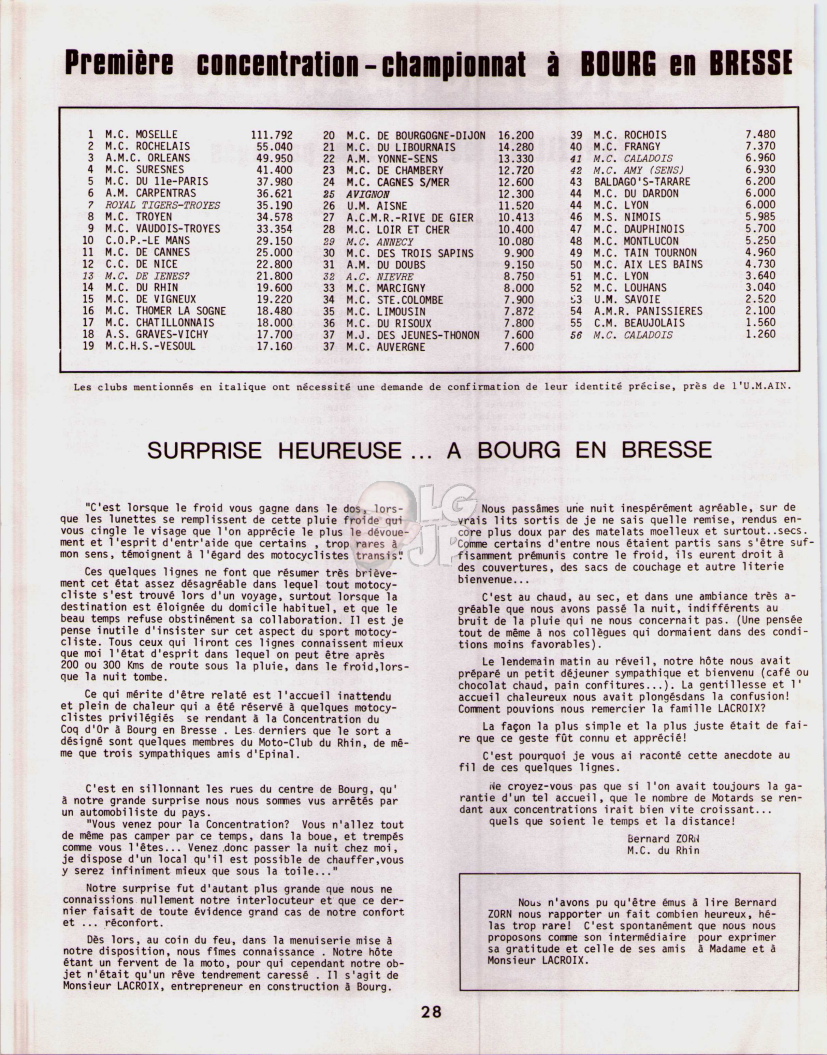 Première concentration-championnat à BOURG en BRESSE
1 M.C. MOSELLE 111.792
2 M.C. ROCHELAIS 55.040
3 A.M.C. ORLEANS 49.950
4 M.C. SURESNES 41.400
5 M.C. DU 11e-PARIS 37.980
6 A.M. CARPENTRAS 36.621
7 ROYAL TIGERS-TROYES 35.190
8 M.C. TROYEN 34.578
9 M.C. VAUDOIS-TROYES 33.354
10 C.O.P.-LE MANS 29.150
11 M.C. DE CANNES 25.000
12 C.C. DE NICE 22.800
13 M.C. DE IENES? 21.800
14 M.C. DU RHIN 19.600
15 M.C. DE VIGNEUX 19.220
16 M.C. THOMER LA SOGNE 18.480
17 M.C. CHATILLONNAIS 18.000
18 A.S. GRAVES-VICHY 17.700
19 M.C.H.S.-VESOUL 17.160
20 M.C. DE BOURGOGNE-DIJON 16.200
21 M.C. DU LIBOURNAIS 14.280
22 A.M. YONNE-SENS 13.330
23 M.C. DE CHAMBERY 12.720
24 M.C. CAGNES S/MER 12.600
25 AVIGNON 12.300
26 U.M. AISNE 11.520
27 A.C.M.R.-RIVE DE GIER 10.413
28 M.C. LOIR ET CHER 10.400
29 M.C. ANNECY 10.080
30 M.C. DES TROIS SAPINS 9.900
31 A.M. DU DOUBS 9.150
32 A.C. NIEVRE 8.750
33 M.C. MARCIGNY 8.000
34 M.C. STE.COLOMBE 7.900
35 M.C. LIMOUSIN 7.872
36 M.C. DU RISOUX 7.800
37 M.J. DES JEUNES-THONON 7.600
37 M.C. AUVERGNE 7.600
39 M.C. ROCHOIS 7.480
40 M.C. FRANGY 7.370
41 M.C. CALADOIS 6.960
42 M.C. AMY (SENS) 6.930
43 BALDAGO'S-TARARE 6.200
44 M.C. DU DARDON 6.000
44 M.C. LYON 6.000
46 M.S. NIMOIS 5.985
47 M.C. DAUPHINOIS 5.700
48 M.C. MONTLUCON 5.250
49 M.C. TAIN TOURNON 4.960
50 M.C. AIX LES BAINS 4.730
51 M.C. LYON 3.640
52 M.C. LOUHANS 3.040
53 U.M. SAVOIE 2.520
54 A.M.R. PANISSIERES 2.100
55 C.M. BEAUJOLAIS 1.560
56 M.C. CALADOIS 1.260
Les clubs mentionnés en italique ont nécessité une demande de confirmation de leur identité précise, près de l'U.M.AIN.
SURPRISE HEUREUSE ... A BOURG EN BRESSE
"C'est lorsque le froid vous gagne dans le dos, lors-
que les lunettes se remplissent de cette pluie froide qui
vous cingle le visage que l'on apprécie le plus le dévoue-
ment et l'esprit d'entr'aide que certains , trop rares à
mon sens, témoignent à l'égard des motocyclistes transis"
Ces quelques lignes ne font que résumer très briève-
ment cet état assez désagréable dans lequel tout motocy-
cliste s'est trouvé lors d'un voyage, surtout lorsque la
destination est éloignée du domicile habituel, et que le
beau temps refuse obstinément sa collaboration. Il est je
pense inutile d'insister sur cet aspect du sport motocy-
cliste. Tous ceux qui liront ces lignes connaissent mieux
que moi l'état d'esprit dans lequel on peut être après
200 ou 300 Kms de route sous la pluie, dans le froid,lors-
que la nuit tombe.
Ce qui mérite d'être relaté est l'accueil inattendu
et plein de chaleur qui a été réservé à quelques motocy-
clistes privilégiés se rendant à la Concentration du
Coq d'Or à Bourg en Bresse . Les derniers que le sort a
désigné sont quelques membres du Moto-Club du Rhin, de mê-
me que trois sympathiques amis d'Epinal.
C'est en sillonnant les rues du centre de Bourg, qu'
à notre grande surprise nous nous sommes vus arrêtés par
un automobiliste du pays.
"Vous venez pour la Concentration? Vous n'allez tout
de même pas camper par ce temps, dans la boue, et trempés
comme vous l'êtes... Venez .donc passer la nuit chez moi,
je dispose d'un local qu'il est possible de chauffer,vous
y serez infiniment mieux que sous la toile..."
Notre surprise fut d'autant plus grande que nous ne
connaissions nullement notre interlocuteur et que ce der-
nier faisait de toute évidence grand cas de notre confort
et ... réconfort.
Dès lors, au coin du feu, dans la menuiserie mise à
notre disposition, nous fîmes connaissance . Notre hôte
étant un fervent de la moto, pour qui cependant notre ob-
jet n'était qu'un rêve tendrement caressé . Il s'agit de
Monsieur LACROIX, entrepreneur en construction à Bourg.
Nous passâmes une nuit inespérément agréable, sur de
vrais lits sortis de je ne sais quelle remise, rendus en-
core plus doux par des matelats moelleux et surtout..secs.
Comme certains d'entre nous étaient partis sans s'être suf-
fisamment prémunis contre le froid, ils eurent droit à
des couvertures, des sacs de couchage et autre literie
bienvenue...
C'est au chaud, au sec, et dans une ambiance très a-
gréable que nous avons passé la nuit, indifférents au
bruit de la pluie qui ne nous concernait pas. (Une pensée
tout de même à nos collègues qui dormaient dans des condi-
tions moins favorables).
Le lendemain matin au réveil, notre hôte nous avait
préparé un petit déjeuner sympathique et bienvenu (café ou
chocolat chaud, pain confitures...). La gentillesse et l'
accueil chaleureux nous avait plongésdans la confusion!
Comment pouvions nous remercier la famille LACROIX?
La façon la plus simple et la plus juste était de fai-
re que ce geste fût connu et apprécié!
C'est pourquoi je vous ai raconté cette anecdote au
fil de ces quelques lignes.
Ne croyez-vous pas que si l'on avait toujours la ga-
rantie d'un tel accueil, que le nombre de Motards se ren-
dant aux concentrations irait bien vite croissant...
quels que soient le temps et la distance!
Bernard ZORN
M.C. du Rhin
Nous n'avons pu qu'être émus à lire Bernard
ZORN nous rapporter un fait combien heureux, hé-
las trop rare! C'est spontanément que nous nous
proposons comme son intermédiaire pour exprimer
sa gratitude et celle de ses amis à Madame et à
Monsieur LACROIX.
28
LG
JP